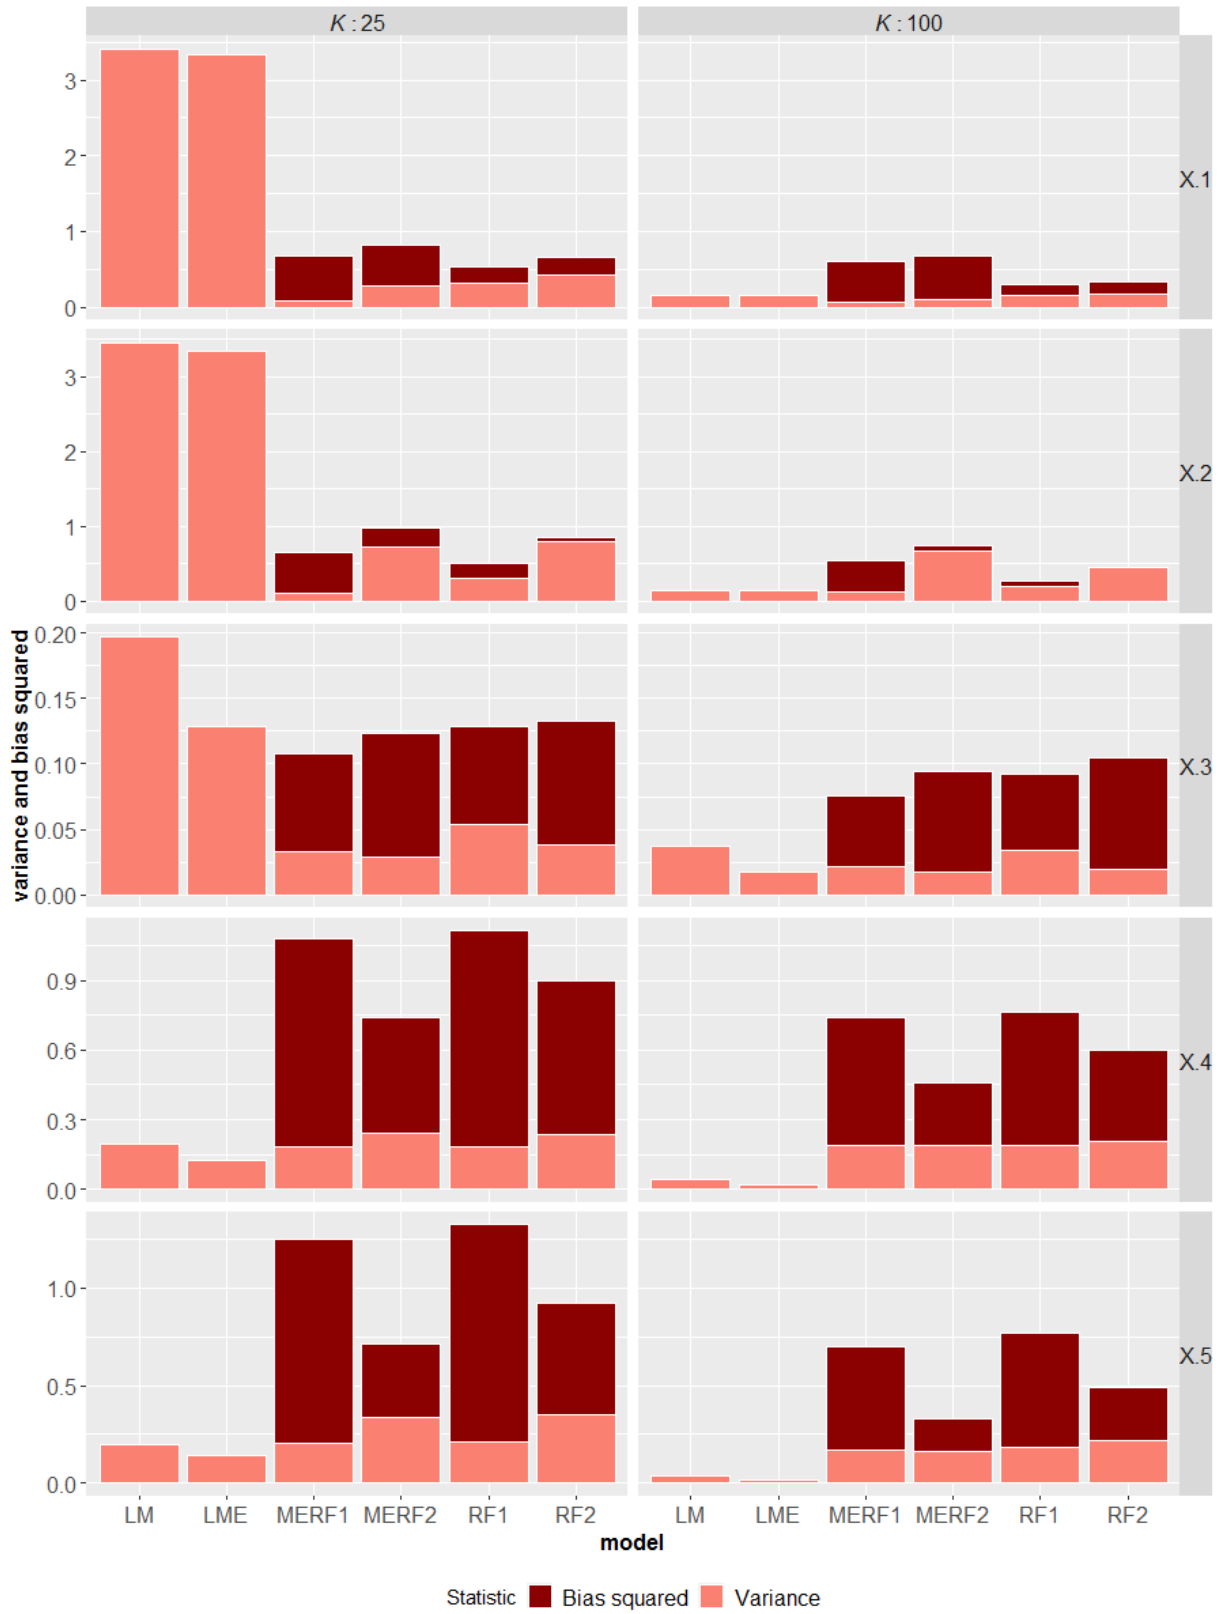 K : 25
K : 100
3
2
1
0
X.1
3
2
1
0
X.2
variance and bias squared
0.20
0.15
0.10
0.05
0.00
X.3
0.9
0.6
0.3
0.0
X.4
1.0
0.5
0.0
X.5
LM LME MERF1 MERF2 RF1 RF2 LM LME MERF1 MERF2 RF1 RF2
model
Statistic Bias squared Variance